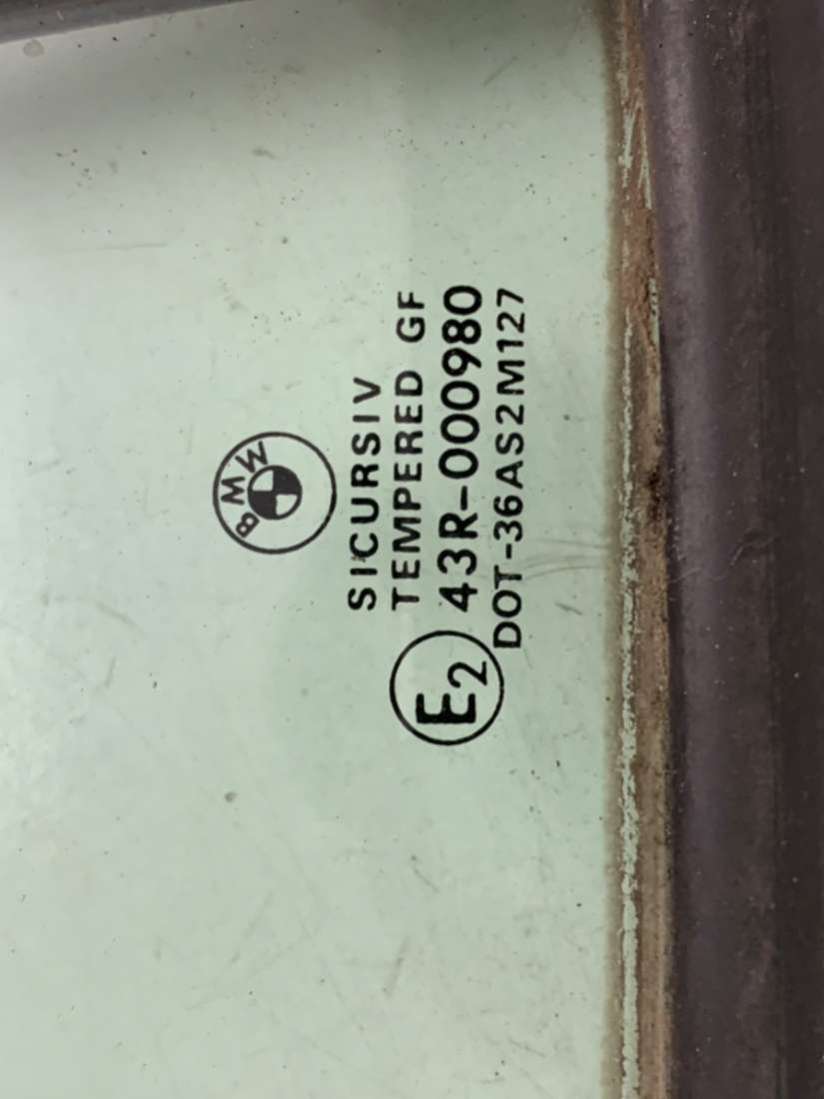 BMW
SICURSIV
TEMPERED GF
E2 43R-000980
DOT-36AS2M127